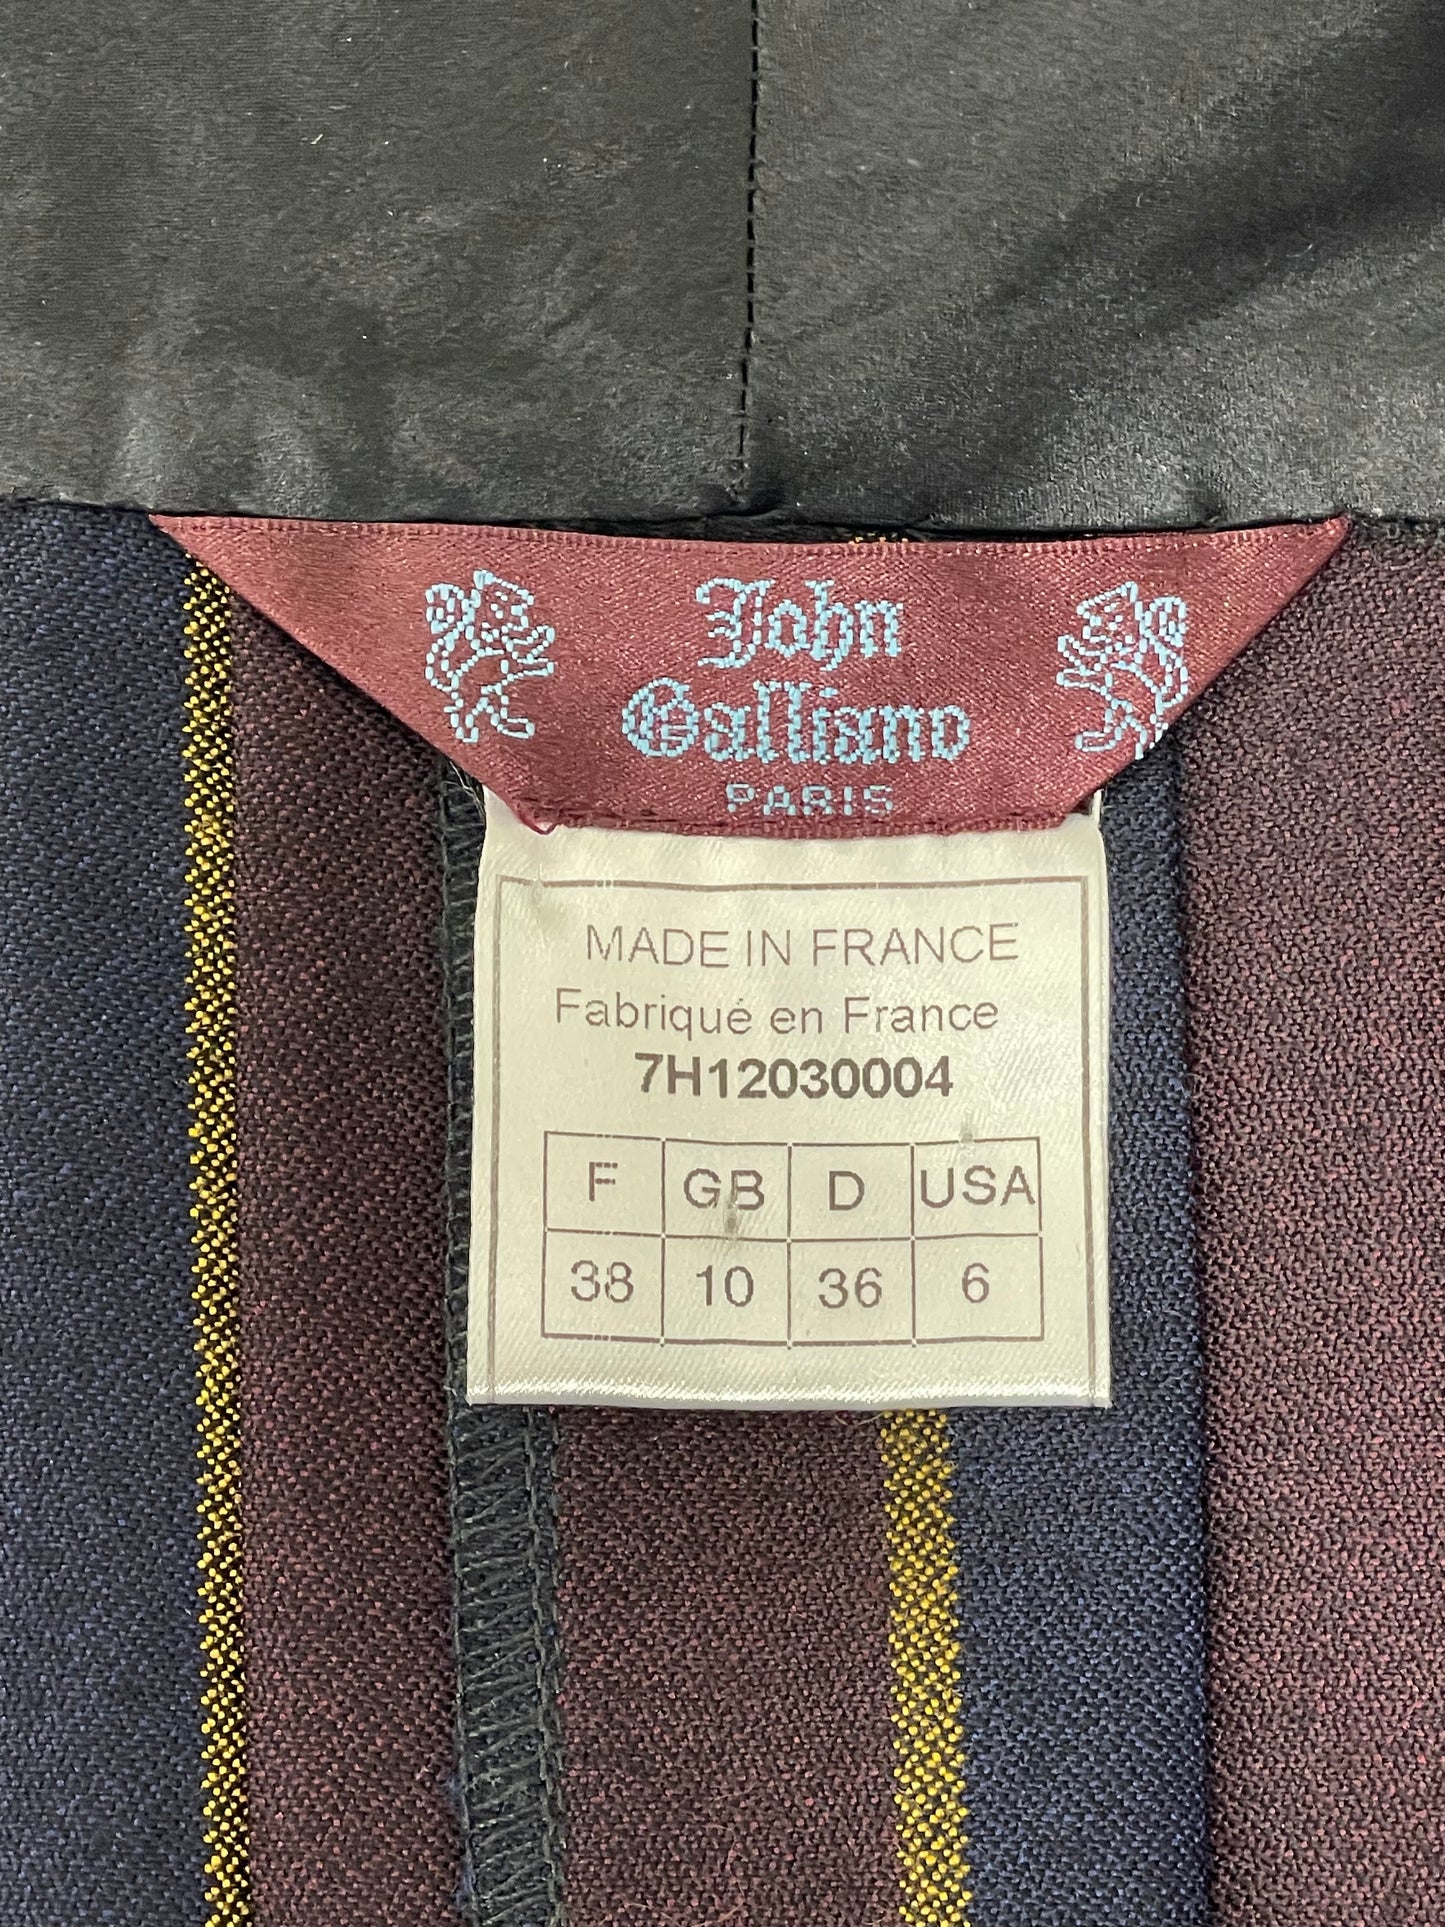 John
Galliano
PARIS
MADE IN FRANCE
Fabriqué en France
7H12030004
F GB D USA
38 10 36 6